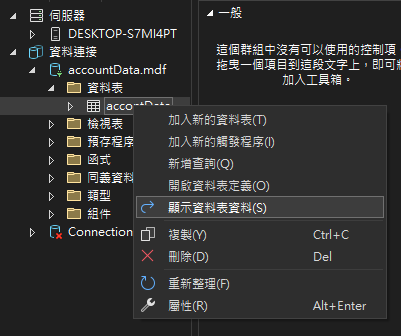 伺服器
DESKTOP-S7MI4PT
資料連接
accountData.mdf
資料表
accontData
檢視表
預存程序
函式
同義資料
類型
組件
Connection
一般
這個群組中沒有可以使用的控制項
拖曳一個項目到這段文字上，即可將
加入工具箱。
加入新的資料表(T)
加入新的觸發程序(I)
新增查詢(Q)
開啟資料表定義(O)
顯示資料表資料(S)
複製(Y) Ctrl+C
刪除(D) Del
重新整理(F)
屬性(R) Alt+Enter